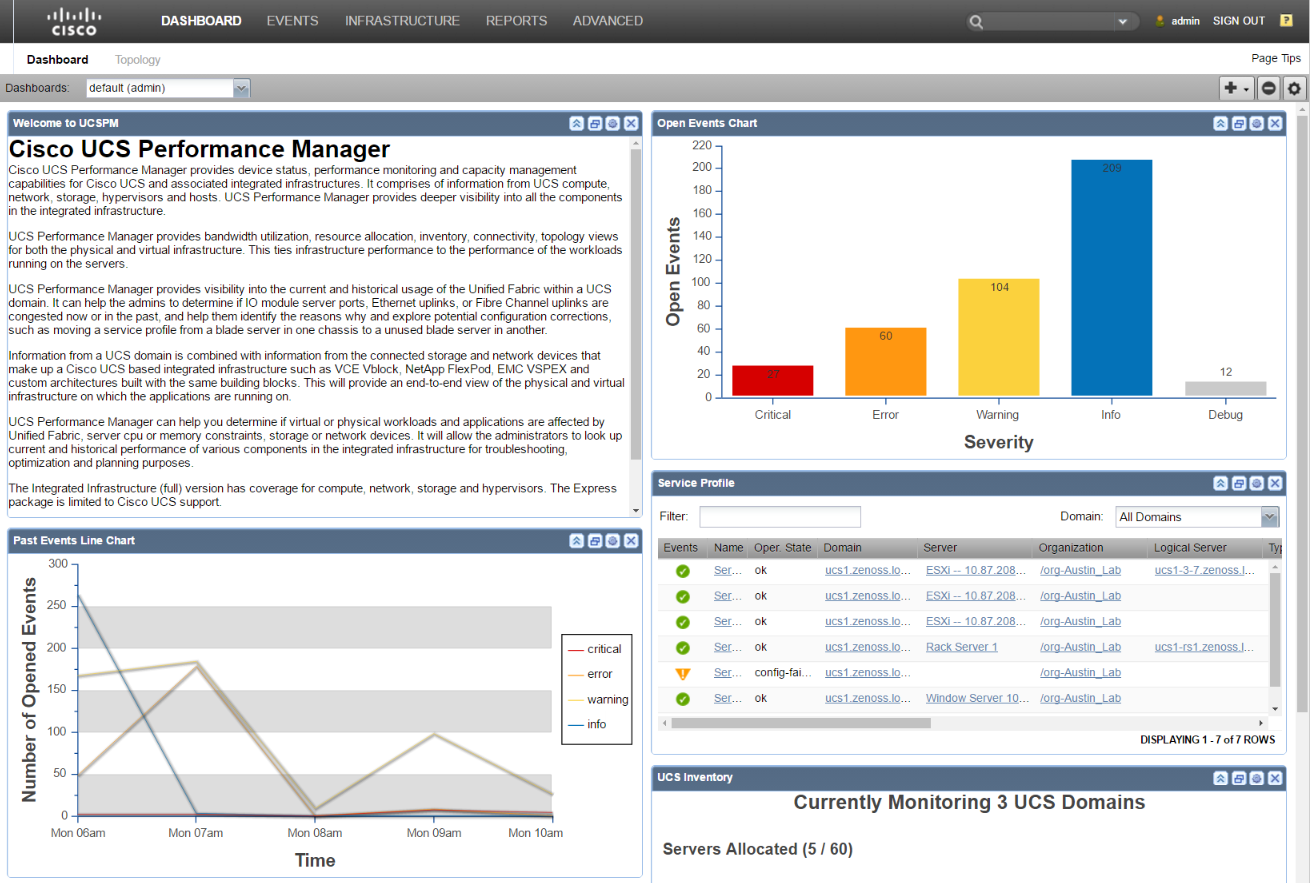 CISCO
DASHBOARD
EVENTS
INFRASTRUCTURE
REPORTS
ADVANCED
admin
SIGN OUT
?
Dashboard
Topology
Page Tips
Dashboards:
default (admin)
Welcome to UCSPM
Cisco UCS Performance Manager
Cisco UCS Performance Manager provides device status, performance monitoring and capacity management
capabilities for Cisco UCS and associated integrated infrastructures. It comprises of information from UCS compute,
network, storage, hypervisors and hosts. UCS Performance Manager provides deeper visibility into all the components
in the integrated infrastructure.
UCS Performance Manager provides bandwidth utilization, resource allocation, inventory, connectivity, topology views
for both the physical and virtual infrastructure. This ties infrastructure performance to the performance of the workloads
running on the servers.
UCS Performance Manager provides visibility into the current and historical usage of the Unified Fabric within a UCS
domain. It can help the admins to determine if IO module server ports, Ethernet uplinks, or Fibre Channel uplinks are
congested now or in the past, and help them identify the reasons why and explore potential configuration corrections,
such as moving a service profile from a blade server in one chassis to a unused blade server in another.
Information from a UCS domain is combined with information from the connected storage and network devices that
make up a Cisco UCS based integrated infrastructure such as VCE Vblock, NetApp FlexPod, EMC VSPEX and
custom architectures built with the same building blocks. This will provide an end-to-end view of the physical and virtual
infrastructure on which the applications are running on.
UCS Performance Manager can help you determine if virtual or physical workloads and applications are affected by
Unified Fabric, server cpu or memory constraints, storage or network devices. It will allow the administrators to look up
current and historical performance of various components in the integrated infrastructure for troubleshooting,
optimization and planning purposes.
The Integrated Infrastructure (full) version has coverage for compute, network, storage and hypervisors. The Express
package is limited to Cisco UCS support.
Past Events Line Chart
Number of Opened Events
300
250
200
150
100
50
0
Mon 06am
Mon 07am
Mon 08am
Mon 09am
Mon 10am
Time
critical
error
warning
info
Open Events Chart
Open Events
220
200
180
160
140
120
100
80
60
40
20
0
27
60
104
209
12
Critical
Error
Warning
Info
Debug
Severity
Service Profile
Filter:
Domain:
All Domains
Events Name Oper. State Domain Server Organization Logical Server Typ
Ser... ok ucs1.zenoss.lo... ESXi -- 10.87.208... /org-Austin_Lab ucs1-3-7.zenoss.l...
Ser... ok ucs1.zenoss.lo... ESXi -- 10.87.208... /org-Austin_Lab
Ser... ok ucs1.zenoss.lo... ESXi -- 10.87.208... /org-Austin_Lab
Ser... ok ucs1.zenoss.lo... Rack Server 1 /org-Austin_Lab ucs1-rs1.zenoss.l...
Ser... config-fai... ucs1.zenoss.lo... /org-Austin_Lab
Ser... ok ucs1.zenoss.lo... Window Server 10... /org-Austin_Lab
DISPLAYING 1 - 7 of 7 ROWS
UCS Inventory
Currently Monitoring 3 UCS Domains
Servers Allocated (5 / 60)